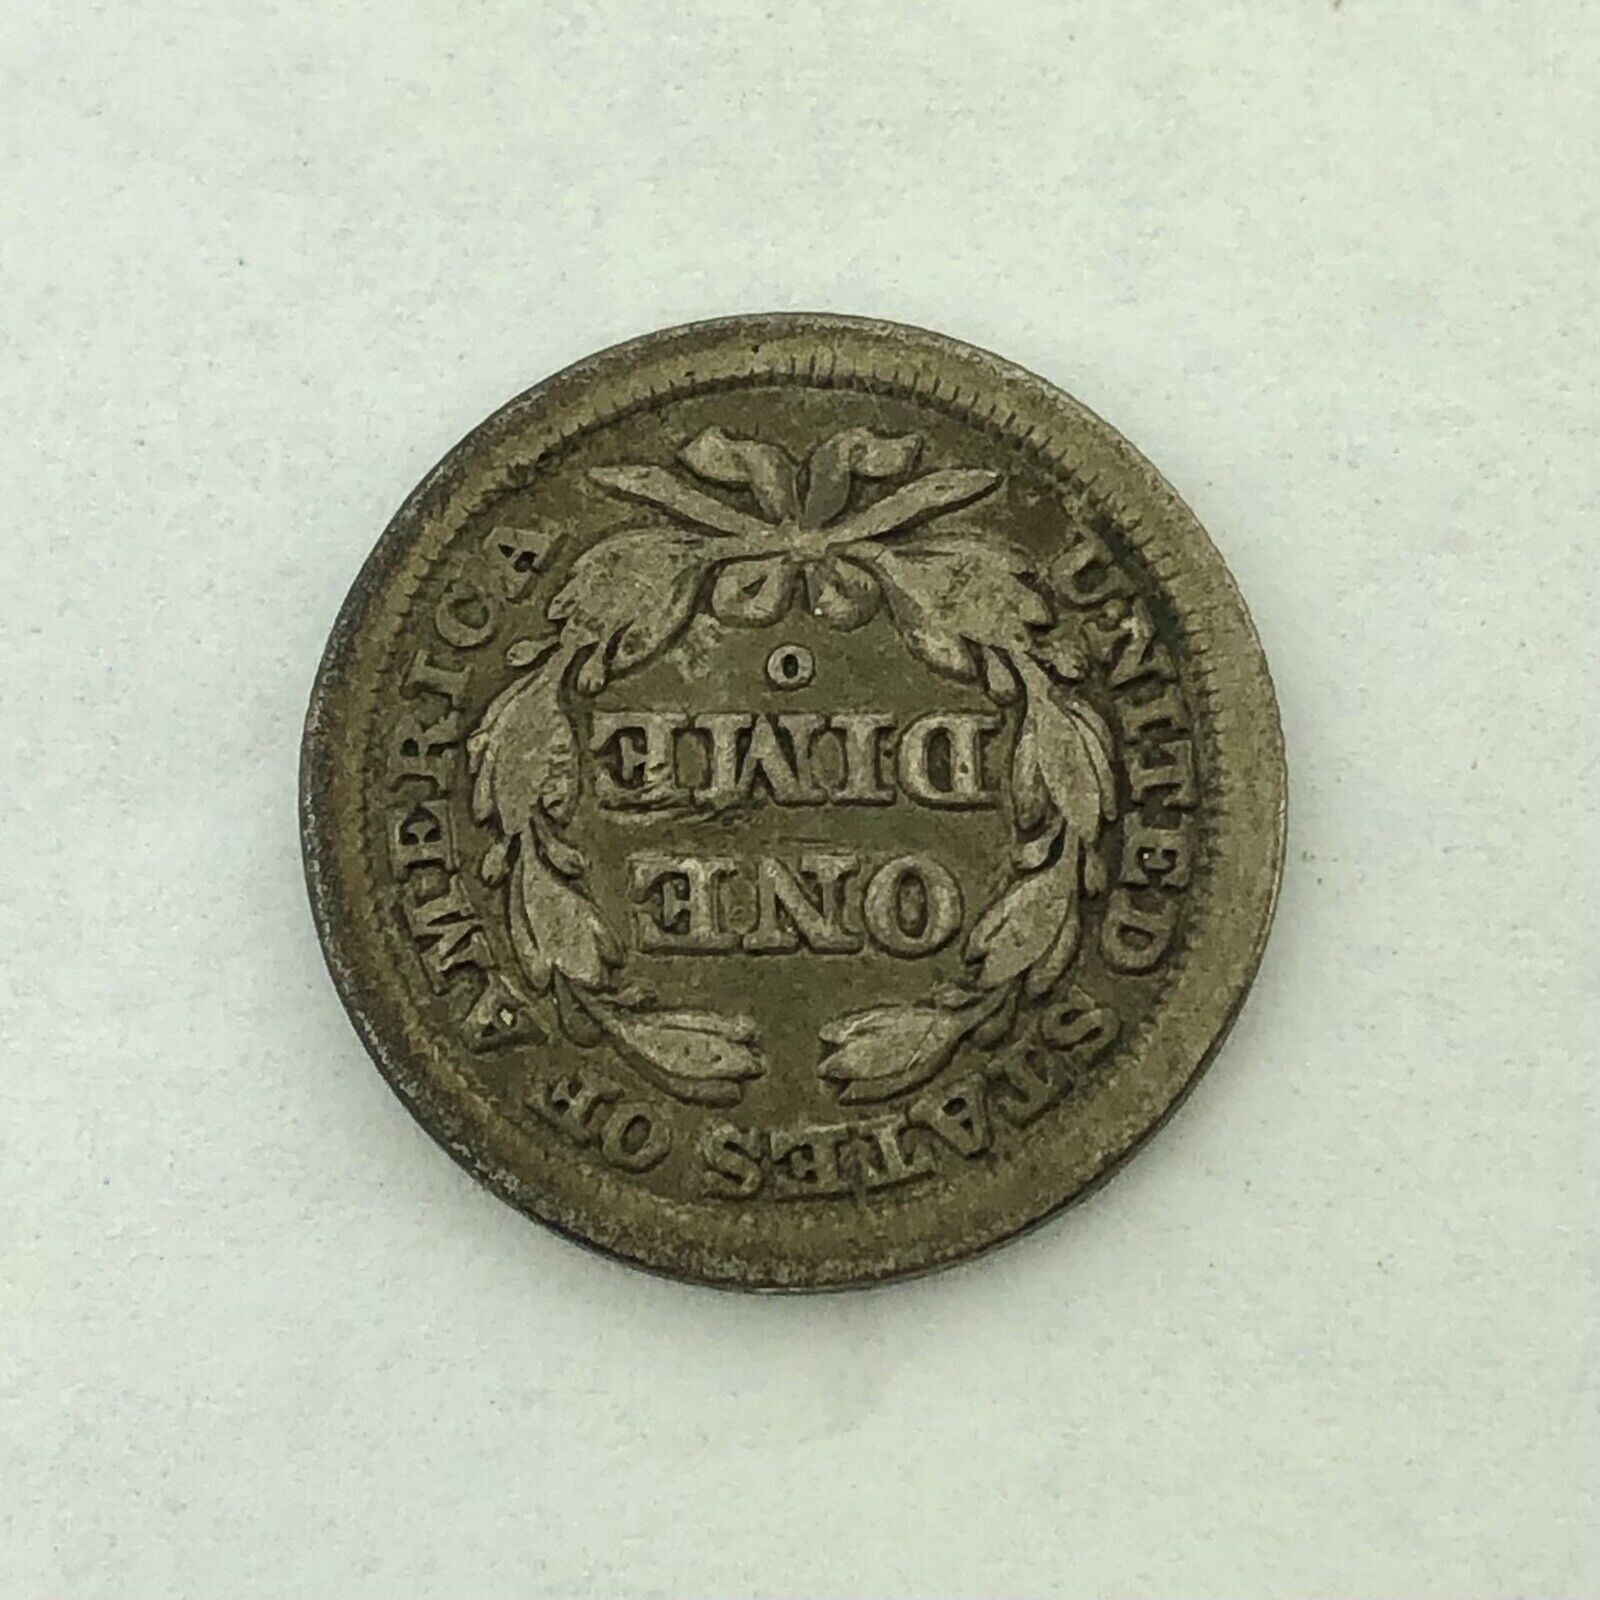 UNITED STATES OF AMERICA
ONE
DIME
O